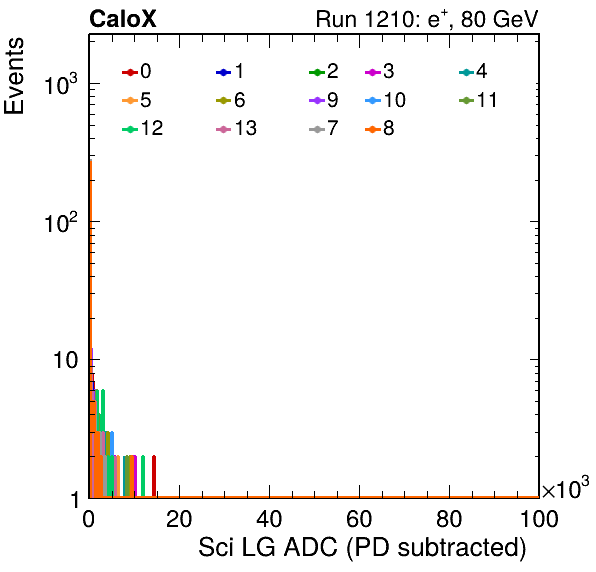 CaloX Run 1210: e⁺, 80 GeV
Events
0 1 2 3 4
5 6 9 10 11
12 13 7 8
10³
10²
10
1
0 20 40 60 80 100
×10³
Sci LG ADC (PD subtracted)